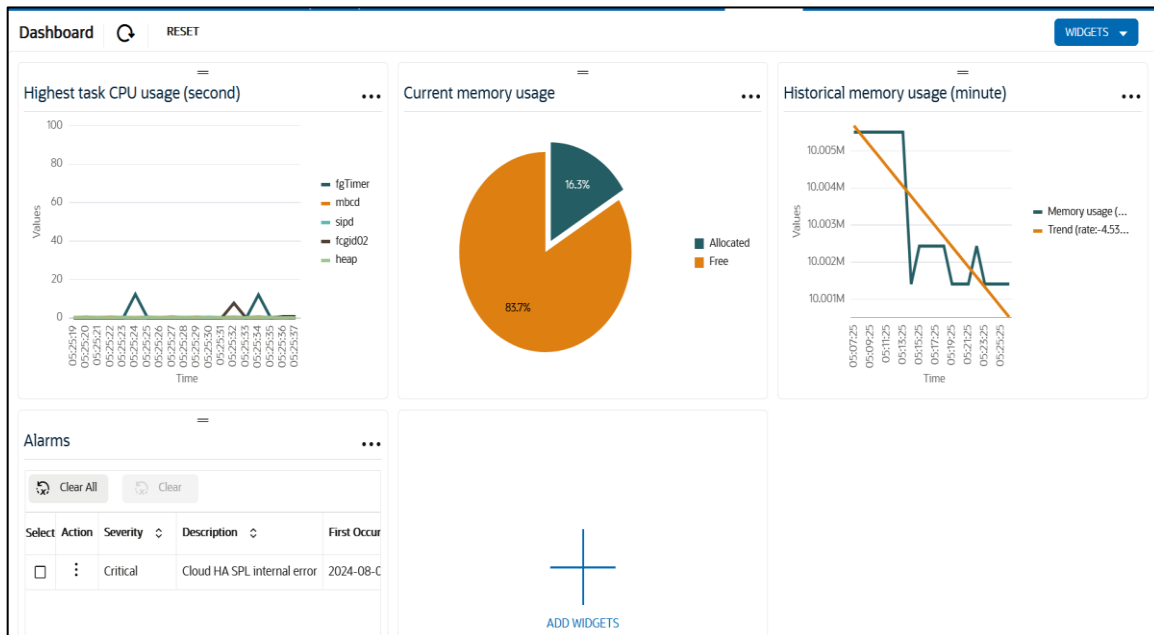 Dashboard
RESET
WIDGETS
Highest task CPU usage (second)
...
100
80
60
40
20
0
Values
05:25:19
05:25:20
05:25:21
05:25:22
05:25:23
05:25:24
05:25:25
05:25:26
05:25:27
05:25:28
05:25:29
05:25:30
05:25:31
05:25:32
05:25:33
05:25:34
05:25:35
05:25:36
05:25:37
Time
fgTimer
mbcd
sipd
fcgid02
heap
Current memory usage
...
16.3%
83.7%
Allocated
Free
Historical memory usage (minute)
...
10.005M
10.004M
10.003M
10.002M
10.001M
Values
05:07:25
05:09:25
05:11:25
05:13:25
05:15:25
05:17:25
05:19:25
05:21:25
05:23:25
05:25:25
Time
Memory usage (...
Trend (rate:-4.53...
Alarms
...
Clear All
Clear
Select Action Severity Description First Occur
Critical Cloud HA SPL internal error 2024-08-0
ADD WIDGETS